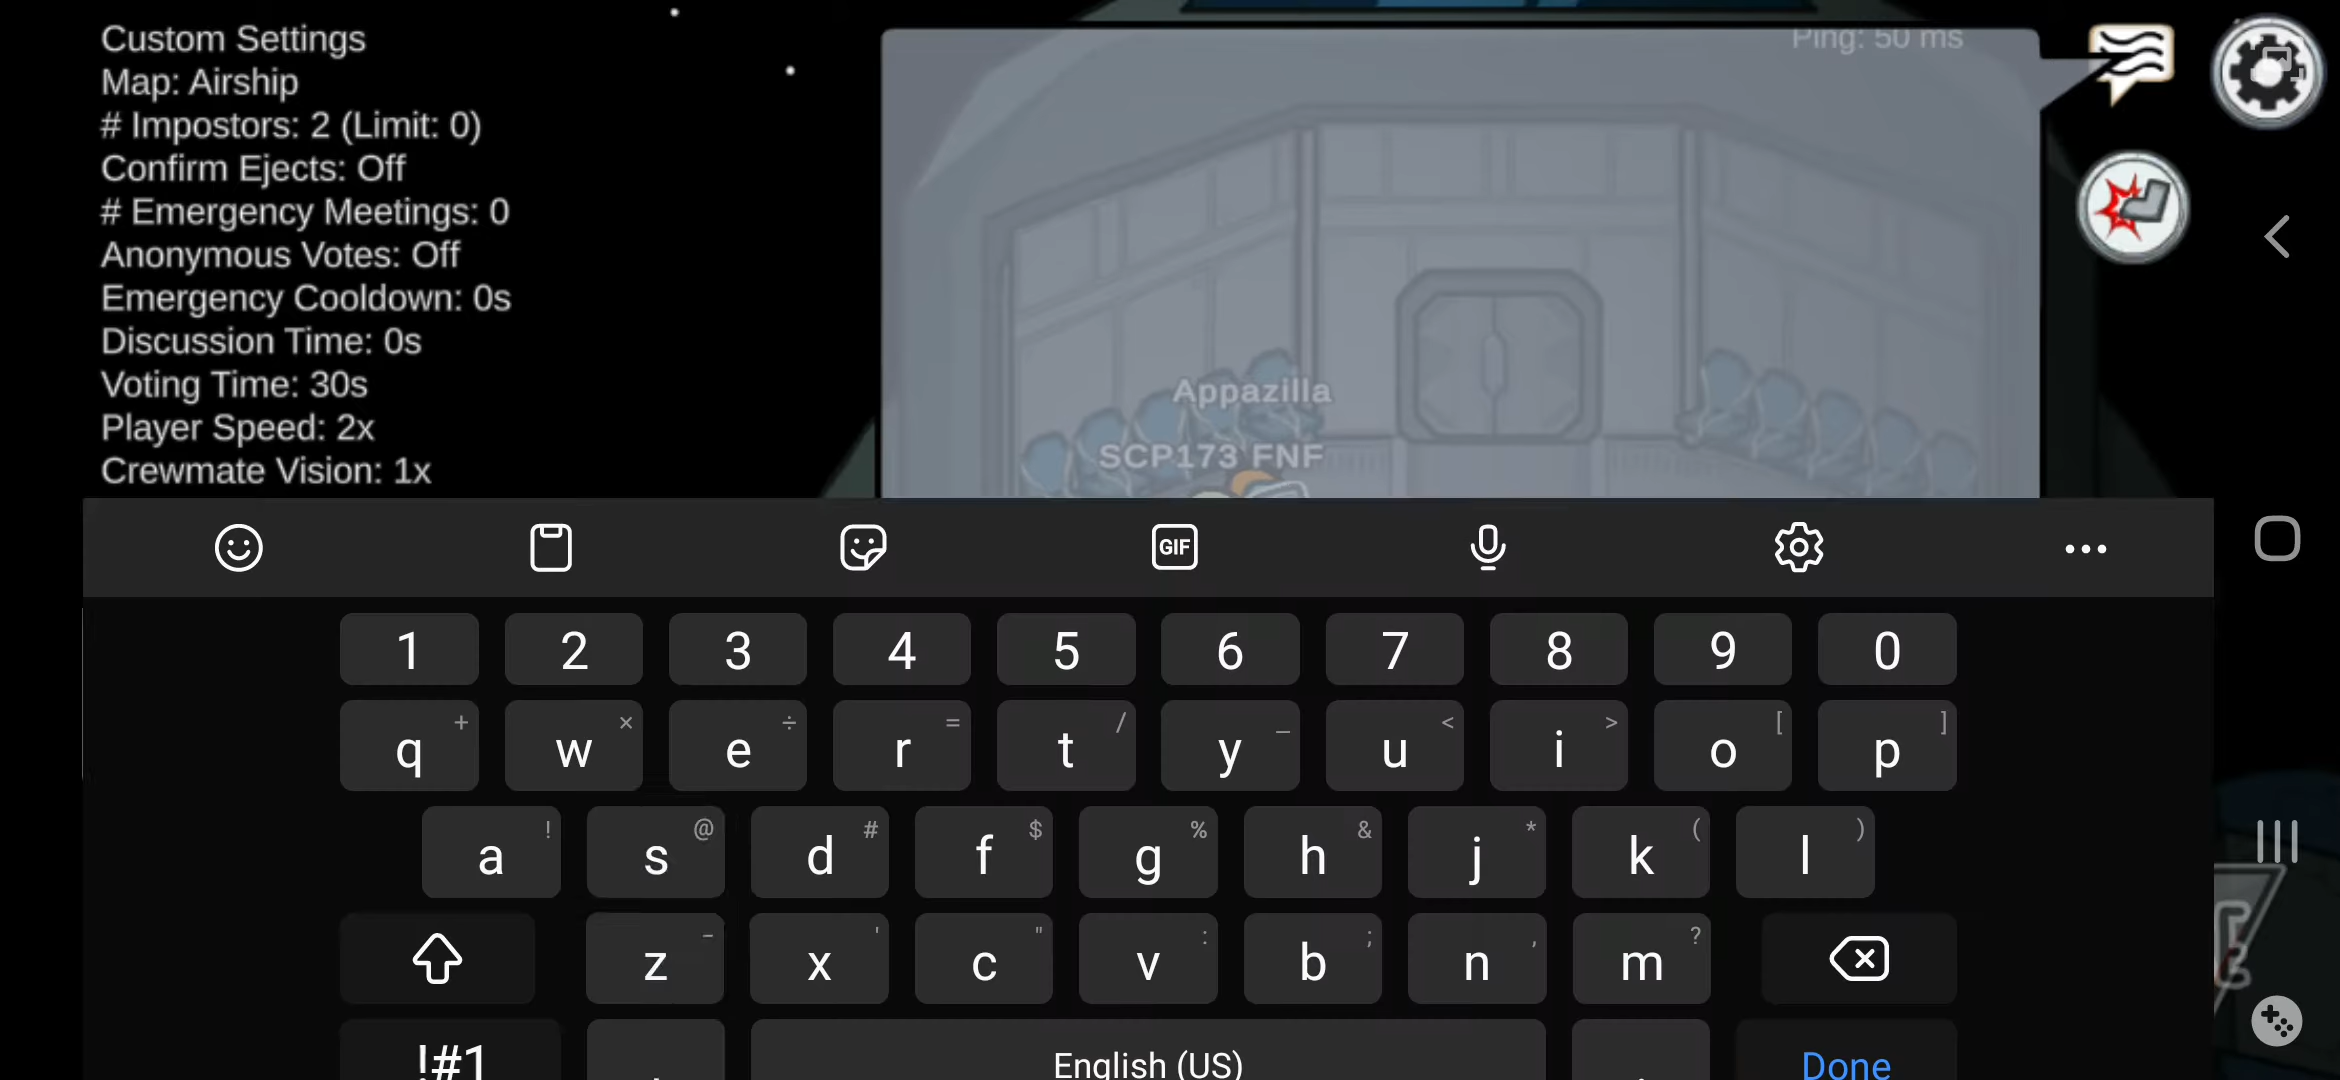 Custom Settings
Map: Airship
# Impostors: 2 (Limit: 0)
Confirm Ejects: Off
# Emergency Meetings: 0
Anonymous Votes: Off
Emergency Cooldown: 0s
Discussion Time: 0s
Voting Time: 30s
Player Speed: 2x
Crewmate Vision: 1x
Ping: 50 ms
Appazilla
SCP173 FNF
GIF
1 2 3 4 5 6 7 8 9 0
+ × ÷ = / _ < > [ ]
q w e r t y u i o p
! @ # $ % & * ( )
a s d f g h j k l
- ' " : ; , ?
z x c v b n m
!#1 , English (US) . Done